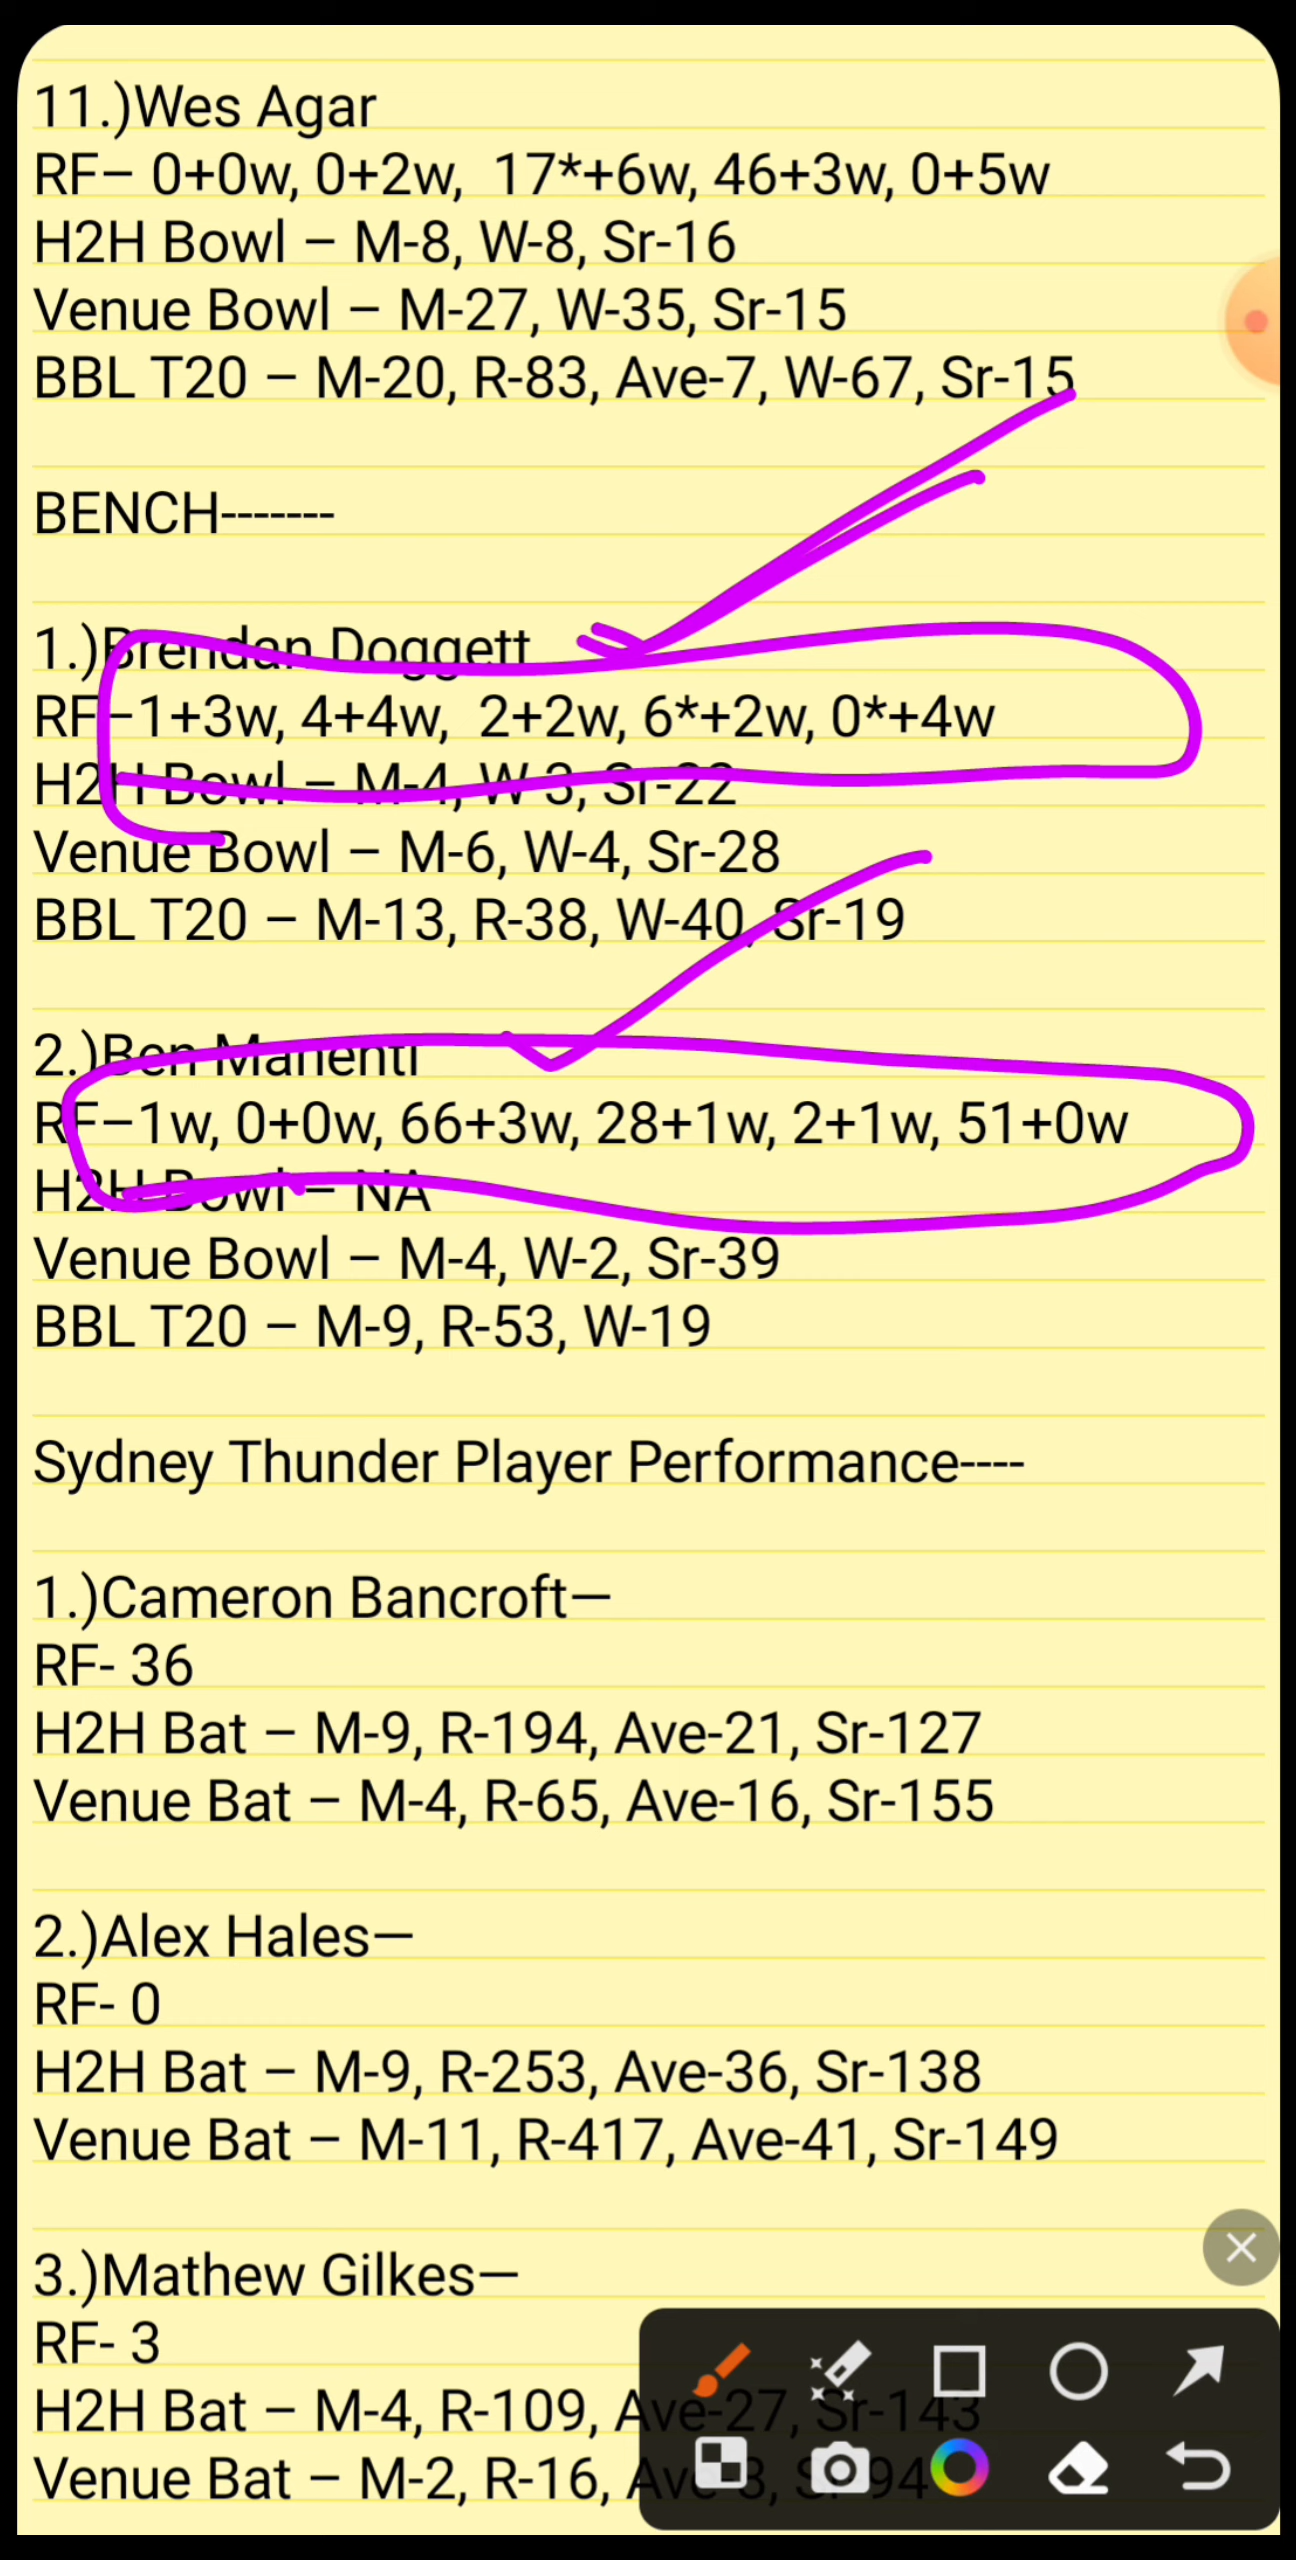 11.)Wes Agar
RF– 0+0w, 0+2w, 17*+6w, 46+3w, 0+5w
H2H Bowl – M-8, W-8, Sr-16
Venue Bowl – M-27, W-35, Sr-15
BBL T20 – M-20, R-83, Ave-7, W-67, Sr-15
BENCH-------
1.)Brendan Doggett
RF–1+3w, 4+4w, 2+2w, 6*+2w, 0*+4w
H2H Bowl – M-4, W-3, Sr-22
Venue Bowl – M-6, W-4, Sr-28
BBL T20 – M-13, R-38, W-40, Sr-19
2.)Ben Manenti
RF–1w, 0+0w, 66+3w, 28+1w, 2+1w, 51+0w
H2H Bowl – NA
Venue Bowl – M-4, W-2, Sr-39
BBL T20 – M-9, R-53, W-19
Sydney Thunder Player Performance----
1.)Cameron Bancroft—
RF- 36
H2H Bat – M-9, R-194, Ave-21, Sr-127
Venue Bat – M-4, R-65, Ave-16, Sr-155
2.)Alex Hales—
RF- 0
H2H Bat – M-9, R-253, Ave-36, Sr-138
Venue Bat – M-11, R-417, Ave-41, Sr-149
3.)Mathew Gilkes—
RF- 3
H2H Bat – M-4, R-109, Ave-27, Sr-143
Venue Bat – M-2, R-16, Ave-8, Sr-94